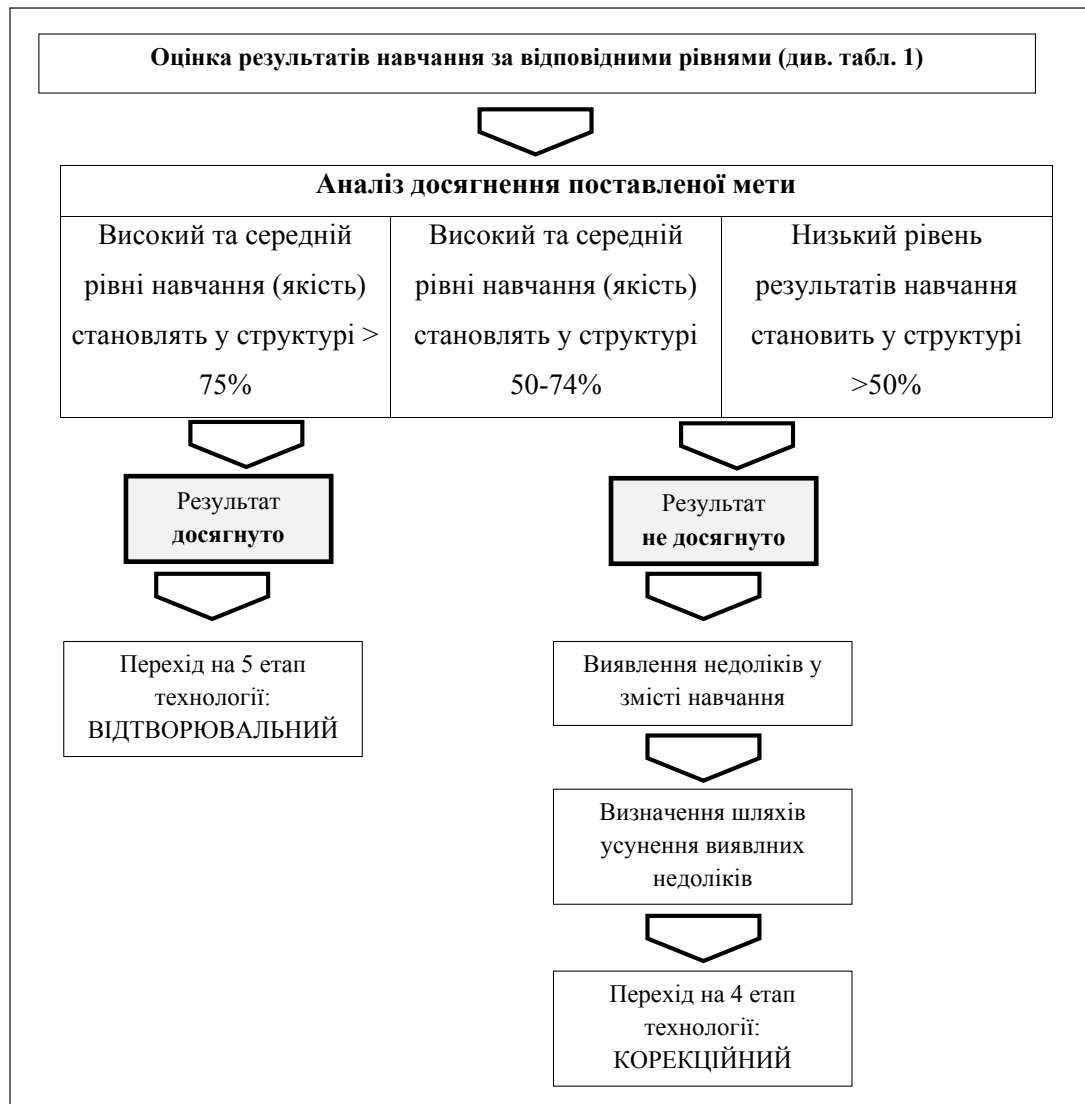 Оцінка результатів навчання за відповідними рівнями (див. табл. 1)
Аналіз досягнення поставленої мети
Високий та середній
рівні навчання (якість)
становлять у структурі >
75%
Високий та середній
рівні навчання (якість)
становлять у структурі
50-74%
Низький рівень
результатів навчання
становить у структурі
>50%
Результат
досягнуто
Результат
не досягнуто
Перехід на 5 етап
технології:
ВІДТВОРЮВАЛЬНИЙ
Виявлення недоліків у
змісті навчання
Визначення шляхів
усунення виявлних
недоліків
Перехід на 4 етап
технології:
КОРЕКЦІЙНИЙ